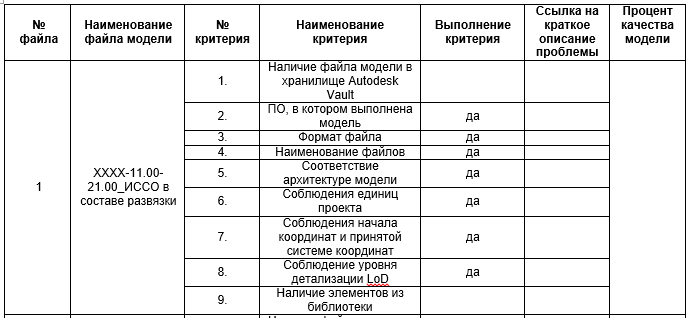 № файла
Наименование файла модели
№ критерия
Наименование критерия
Выполнение критерия
Ссылка на краткое описание проблемы
Процент качества модели
1
XXXX-11.00-
21.00_ИССО в
составе развязки
1.
Наличие файла модели в
хранилище Autodesk
Vault
2.
ПО, в котором выполнена
модель
да
3.
Формат файла
да
4.
Наименование файлов
да
5.
Соответствие
архитектуре модели
да
6.
Соблюдения единиц
проекта
да
7.
Соблюдения начала
координат и принятой
системе координат
да
8.
Соблюдение уровня
детализации LoD
да
9.
Наличие элементов из
библиотеки